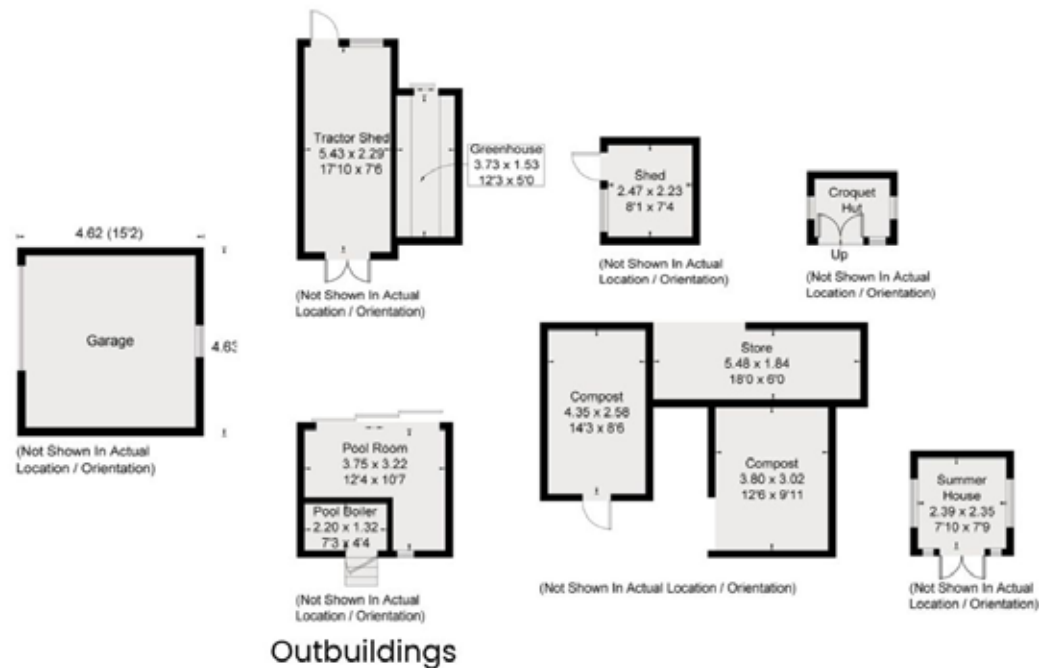 Tractor Shed
5.43 x 2.29
17'10 x 7'6
Greenhouse
3.73 x 1.53
12'3 x 5'0
(Not Shown In Actual
Location / Orientation)
Shed
2.47 x 2.23
8'1 x 7'4
(Not Shown In Actual
Location / Orientation)
Croquet
Hut
Up
(Not Shown In Actual
Location / Orientation)
4.62 (15'2)
Garage
4.63
(Not Shown In Actual
Location / Orientation)
Pool Room
3.75 x 3.22
12'4 x 10'7
Pool Boiler
2.20 x 1.32
7'3 x 4'4
(Not Shown In Actual
Location / Orientation)
Store
5.48 x 1.84
18'0 x 6'0
Compost
4.35 x 2.58
14'3 x 8'6
Compost
3.80 x 3.02
12'6 x 9'11
(Not Shown In Actual Location / Orientation)
Summer
House
2.39 x 2.35
7'10 x 7'9
(Not Shown In Actual
Location / Orientation)
Outbuildings